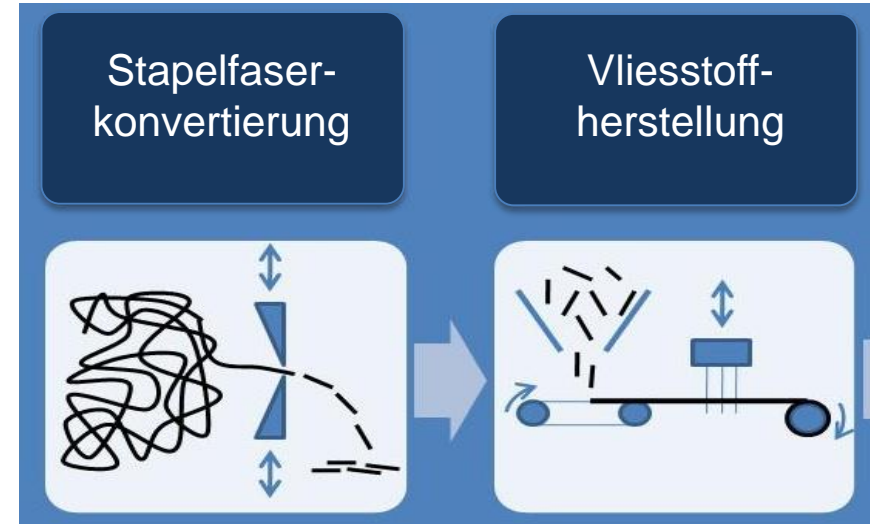 Stapelfaser-
konvertierung
Vliesstoff-
herstellung